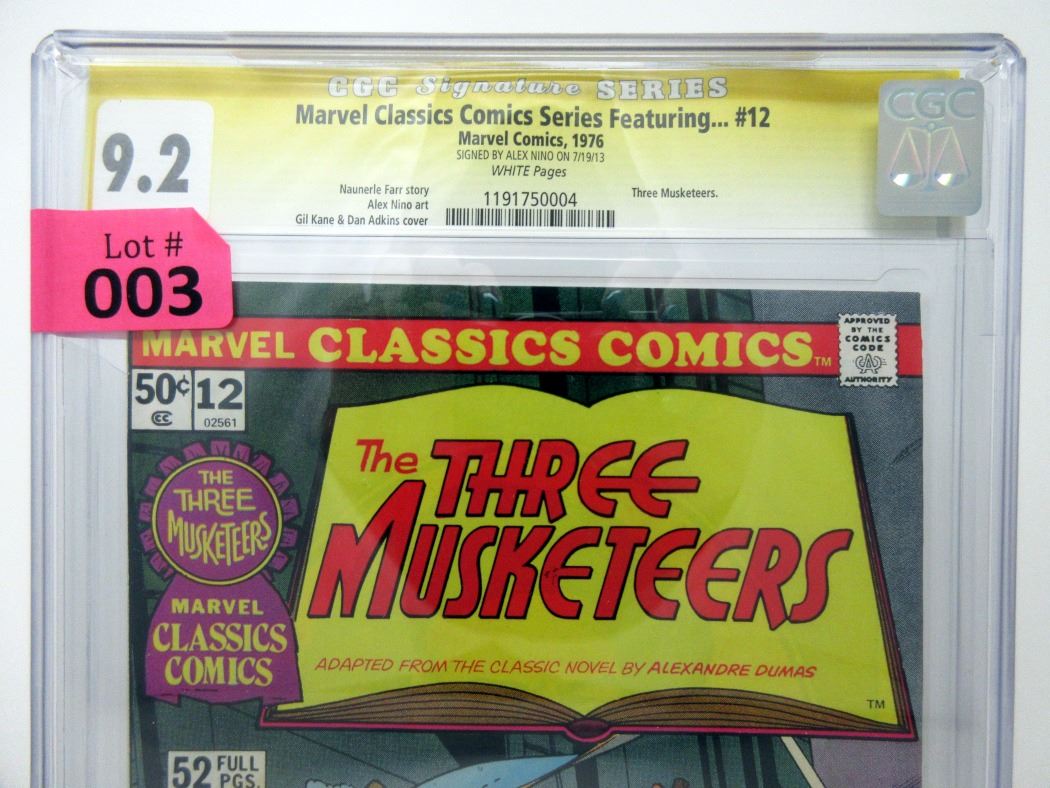 CGC Signature SERIES
Marvel Classics Comics Series Featuring... #12
Marvel Comics, 1976
SIGNED BY ALEX NINO ON 7/19/13
WHITE Pages
9.2
CGC
Naunerle Farr story
Alex Nino art
Gil Kane & Dan Adkins cover
1191750004
Three Musketeers.
Lot #
003
MARVEL CLASSICS COMICS TM
APPROVED
BY THE
COMICS
CODE
CA
AUTHORITY
50¢
CC
12
02561
The THREE
MUSKETEERS
ADAPTED FROM THE CLASSIC NOVEL BY ALEXANDRE DUMAS
TM
THE
THREE
MUSKETEERS
MARVEL
CLASSICS
COMICS
52 FULL
PGS.